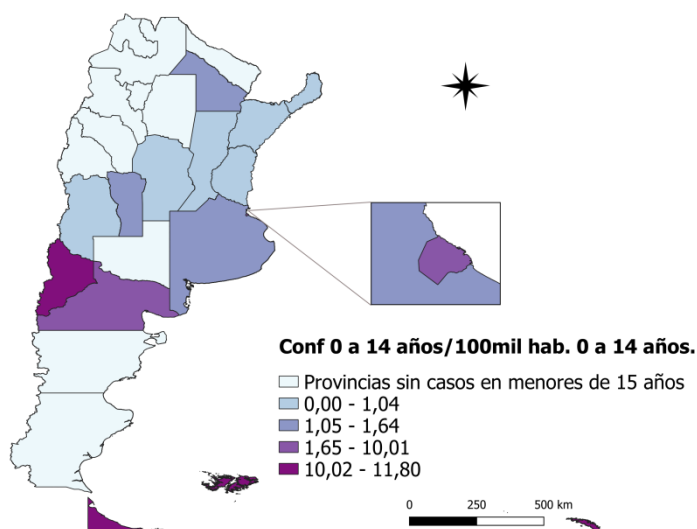 Conf 0 a 14 años/100mil hab. 0 a 14 años.
Provincias sin casos en menores de 15 años
0,00 - 1,04
1,05 - 1,64
1,65 - 10,01
10,02 - 11,80
0 250 500 km